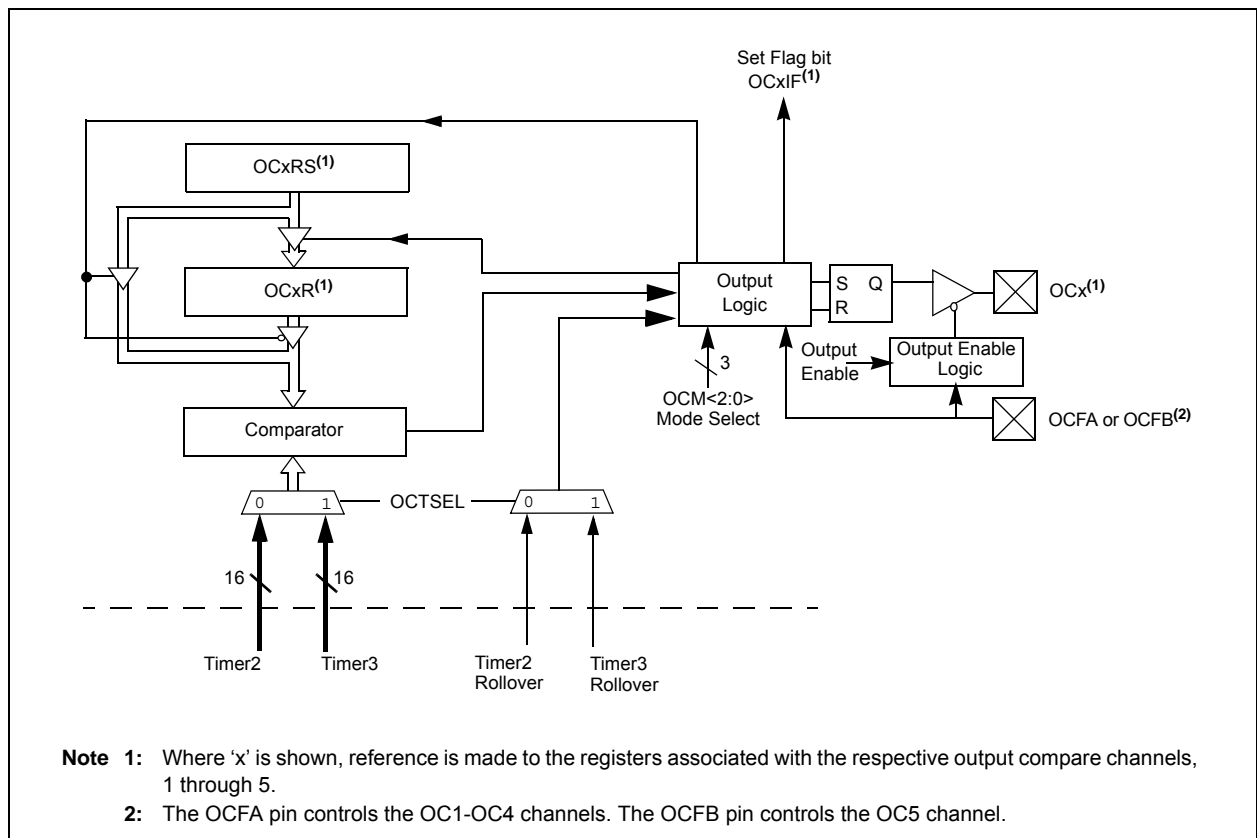 Set Flag bit
OCxIF(1)
OCxRS(1)
OCxR(1)
Output
Logic
S Q
R
OCx(1)
Output
Enable
Output Enable
Logic
3
OCM<2:0>
Mode Select
OCFA or OCFB(2)
Comparator
0 1
OCTSEL
0 1
16
16
Timer2
Timer3
Timer2
Rollover
Timer3
Rollover
Note 1: Where ‘x’ is shown, reference is made to the registers associated with the respective output compare channels,
1 through 5.
2: The OCFA pin controls the OC1-OC4 channels. The OCFB pin controls the OC5 channel.